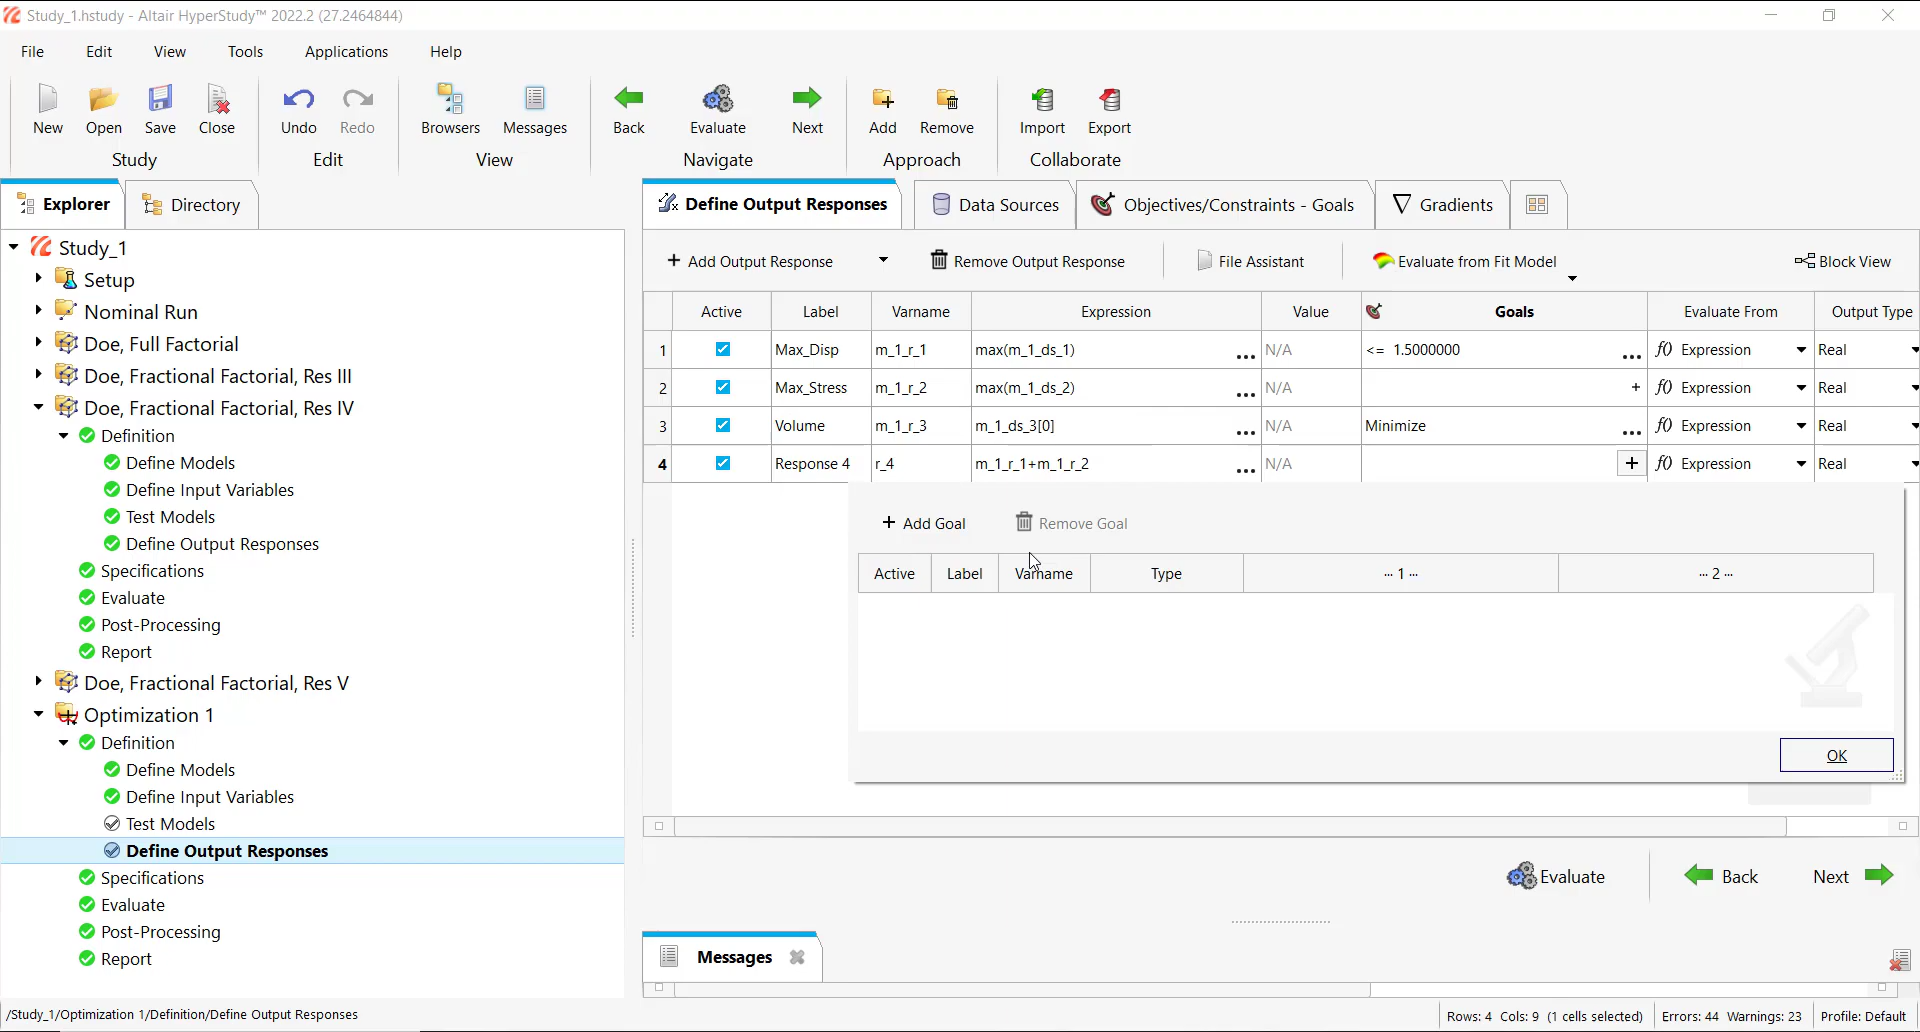 Study_1.hstudy - Altair HyperStudy™ 2022.2 (27.2464844)
File Edit View Tools Applications Help
New Open Save Close Undo Redo Browsers Messages Back Evaluate Next Add Remove Import Export
Study Edit View Navigate Approach Collaborate
Explorer Directory
Study_1
Setup
Nominal Run
Doe, Full Factorial
Doe, Fractional Factorial, Res III
Doe, Fractional Factorial, Res IV
Definition
Define Models
Define Input Variables
Test Models
Define Output Responses
Specifications
Evaluate
Post-Processing
Report
Doe, Fractional Factorial, Res V
Optimization 1
Definition
Define Models
Define Input Variables
Test Models
Define Output Responses
Specifications
Evaluate
Post-Processing
Report
Define Output Responses Data Sources Objectives/Constraints - Goals Gradients
+ Add Output Response Remove Output Response File Assistant Evaluate from Fit Model Block View
Active Label Varname Expression Value Goals Evaluate From Output Type
1 Max_Disp m_1_r_1 max(m_1_ds_1) ... N/A <= 1.5000000 ... f() Expression Real
2 Max_Stress m_1_r_2 max(m_1_ds_2) ... N/A + f() Expression Real
3 Volume m_1_r_3 m_1_ds_3[0] ... N/A Minimize ... f() Expression Real
4 Response 4 r_4 m_1_r_1+m_1_r_2 ... N/A + f() Expression Real
+ Add Goal Remove Goal
Active Label Varname Type --- 1 --- --- 2 ---
OK
Evaluate Back Next
Messages
/Study_1/Optimization 1/Definition/Define Output Responses Rows: 4 Cols: 9 (1 cells selected) Errors: 44 Warnings: 23 Profile: Default